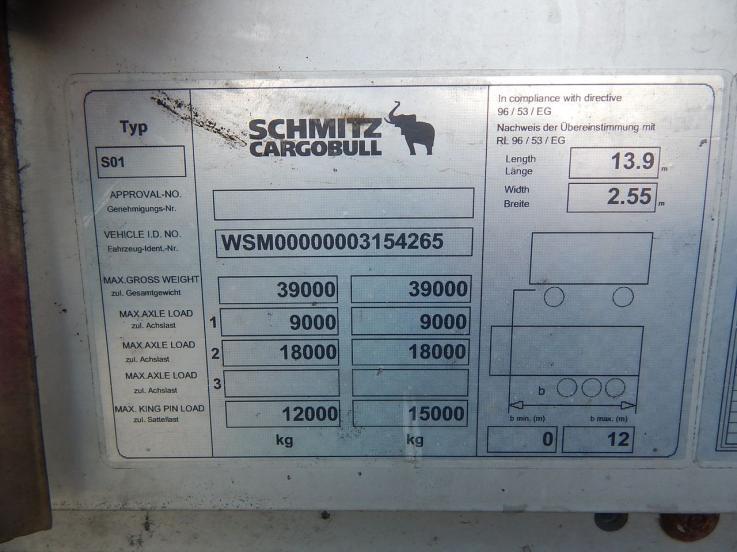 Typ
S01
SCHMITZ
CARGOBULL
APPROVAL-NO.
Genehmigungs-Nr.
VEHICLE I.D. NO.
Fahrzeug-Ident.-Nr.
WSM00000003154265
MAX.GROSS WEIGHT
zul. Gesamtgewicht
39000 39000
MAX.AXLE LOAD
zul. Achslast
1 9000 9000
MAX.AXLE LOAD
zul. Achslast
2 18000 18000
MAX.AXLE LOAD
zul. Achslast
3
MAX. KING PIN LOAD
zul. Sattellast
12000 15000
kg kg
In compliance with directive
96 / 53 / EG
Nachweis der Übereinstimmung mit
RL 96 / 53 / EG
Length
Länge
13.9 m
Width
Breite
2.55 m
b
b min. (m) b max. (m)
0 12